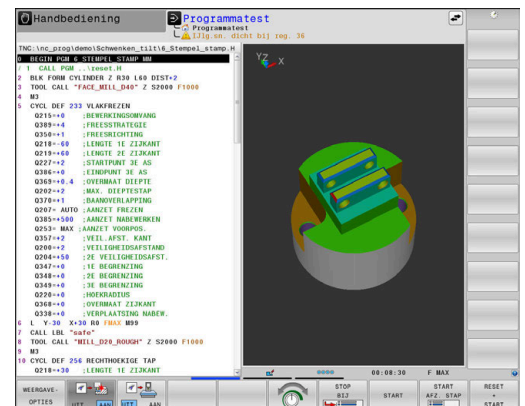 Handbediening
Programmatest
Programmatest
IJlg.sn. dicht bij reg. 36
TNC:\nc_prog\demo\Schwenken_tilt\6_Stempel_stamp.H
0 BEGIN PGM 6_STEMPEL_STAMP MM
/ 1 CALL PGM ..\reset.H
2 BLK FORM CYLINDER Z R30 L60 DIST+2
3 TOOL CALL "FACE_MILL_D40" Z S2000 F1000
4 M3
5 CYCL DEF 233 VLAKFREZEN
Q215=+0 ;BEWERKINGSOMVANG
Q389=+4 ;FREESSTRATEGIE
Q350=+1 ;FREESRICHTING
Q218=-60 ;LENGTE 1E ZIJKANT
Q219=+60 ;LENGTE 2E ZIJKANT
Q227=+2 ;STARTPUNT 3E AS
Q386=+0 ;EINDPUNT 3E AS
Q369=+0.4 ;OVERMAAT DIEPTE
Q202=+2 ;MAX. DIEPTESTAP
Q370=+1 ;BAANOVERLAPPING
Q207= AUTO ;AANZET FREZEN
Q385=+500 ;AANZET NABEWERKEN
Q253= MAX ;AANZET VOORPOS.
Q357=+2 ;VEIL.AFST. KANT
Q200=+2 ;VEILIGHEIDSAFSTAND
Q204=+50 ;2E VEILIGHEIDSAFST.
Q347=+0 ;1E BEGRENZING
Q348=+0 ;2E BEGRENZING
Q349=+0 ;3E BEGRENZING
Q220=+0 ;HOEKRADIUS
Q368=+0 ;OVERMAAT ZIJKANT
Q338=+0 ;VERPLAATSING NABEW.
6 L Y-30 X+30 R0 FMAX M99
7 CALL LBL "safe"
8 TOOL CALL "MILL_D20_ROUGH" Z S2000 F1000
9 M3
10 CYCL DEF 256 RECHTHOEKIGE TAP
Q218=+30 ;LENGTE 1E ZIJKANT
YZ X
00:08:30 F MAX
WEERGAVE-
OPTIES
UIT AAN
UIT AAN
STOP
BIJ
START
START
AFZ. STAP
RESET
+
START